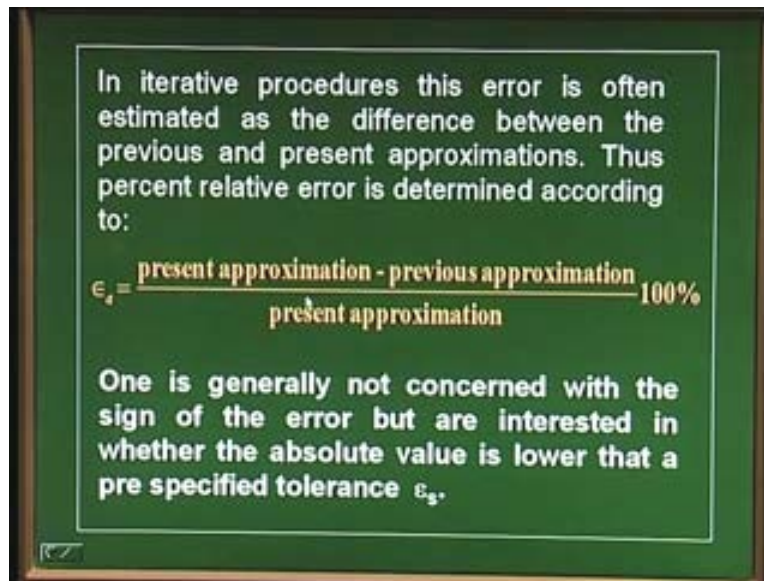 In iterative procedures this error is often
estimated as the difference between the
previous and present approximations. Thus
percent relative error is determined according
to:
∈ₐ = present approximation - previous approximation
present approximation
100%
One is generally not concerned with the
sign of the error but are interested in
whether the absolute value is lower that a
pre specified tolerance εₛ.